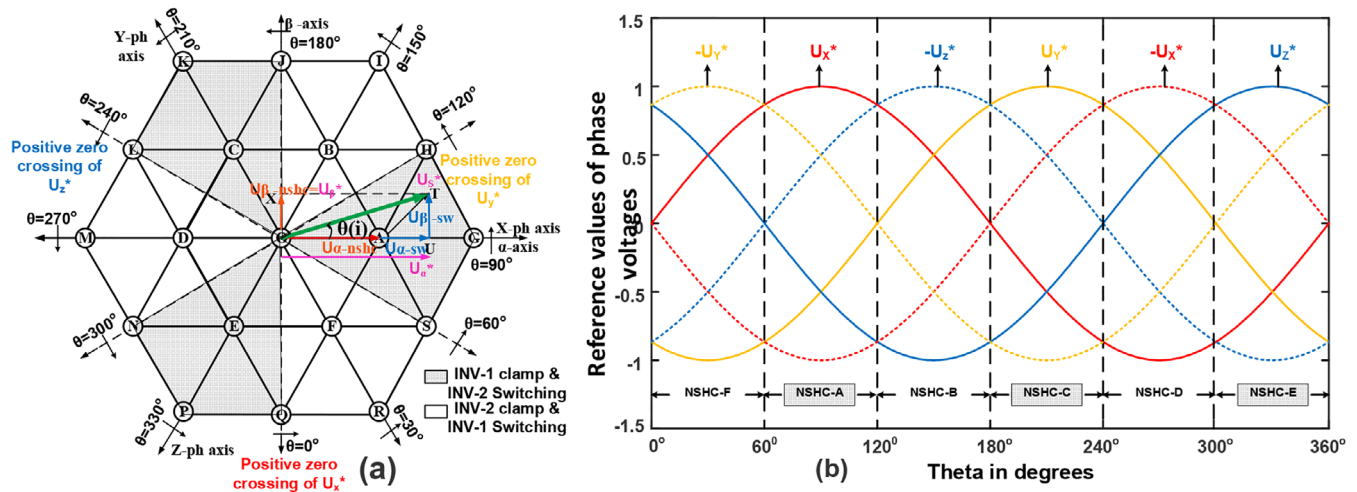 β -axis
θ=180°
Y-ph
axis
θ=210°
θ=150°
K
J
I
θ=240°
θ=120°
Positive zero
crossing of
Uz*
L
C
B
H
Positive zero
crossing of
Uy*
Uβ -nshc=Uβ*
X
US*
T
θ(i)
Uβ-sw
θ=270°
M
D
A
G
X-ph axis
α-axis
Uα-nshc
Uα-sw
U
Uα*
θ=90°
θ=300°
N
E
F
S
θ=60°
INV-1 clamp &
INV-2 Switching
INV-2 clamp &
INV-1 Switching
P
Q
R
θ=330°
Z-ph axis
θ=0°
θ=30°
Positive zero
crossing of Ux*
(a)
Reference values of phase
voltages
1.5
1
0.5
0
-0.5
-1
-1.5
-UY*
UX*
-Uz*
UY*
-UX*
UZ*
NSHC-F
NSHC-A
NSHC-B
NSHC-C
NSHC-D
NSHC-E
0° 60° 120° 180° 240° 300° 360°
(b)
Theta in degrees